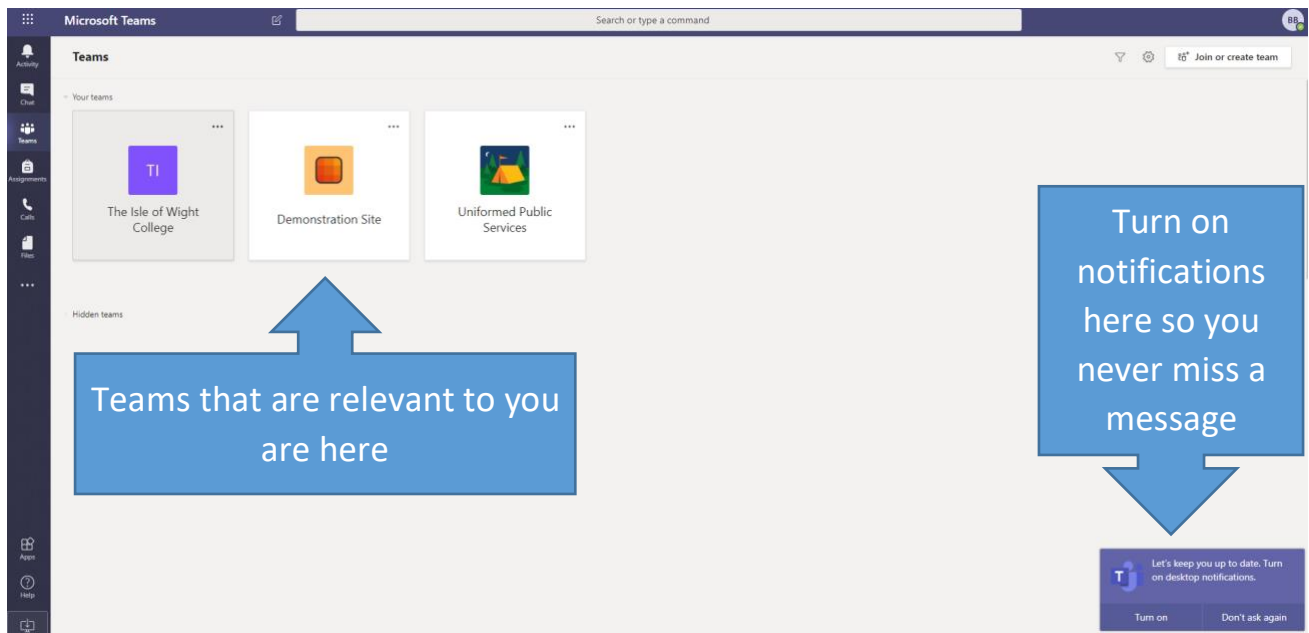 Microsoft Teams
Search or type a command
BB
Activity
Chat
Teams
Assignments
Calls
Files
Apps
Help
Teams
Join or create team
Your teams
TI
The Isle of Wight
College
Demonstration Site
Uniformed Public
Services
Hidden teams
Teams that are relevant to you
are here
Turn on
notifications
here so you
never miss a
message
T
Let's keep you up to date. Turn
on desktop notifications.
Turn on
Don't ask again